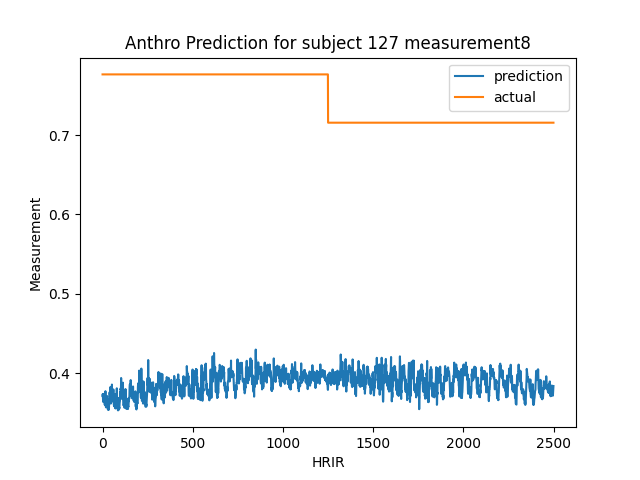 Anthro Prediction for subject 127 measurement8
prediction
actual
Measurement
0.7
0.6
0.5
0.4
0
500
1000
1500
2000
2500
HRIR